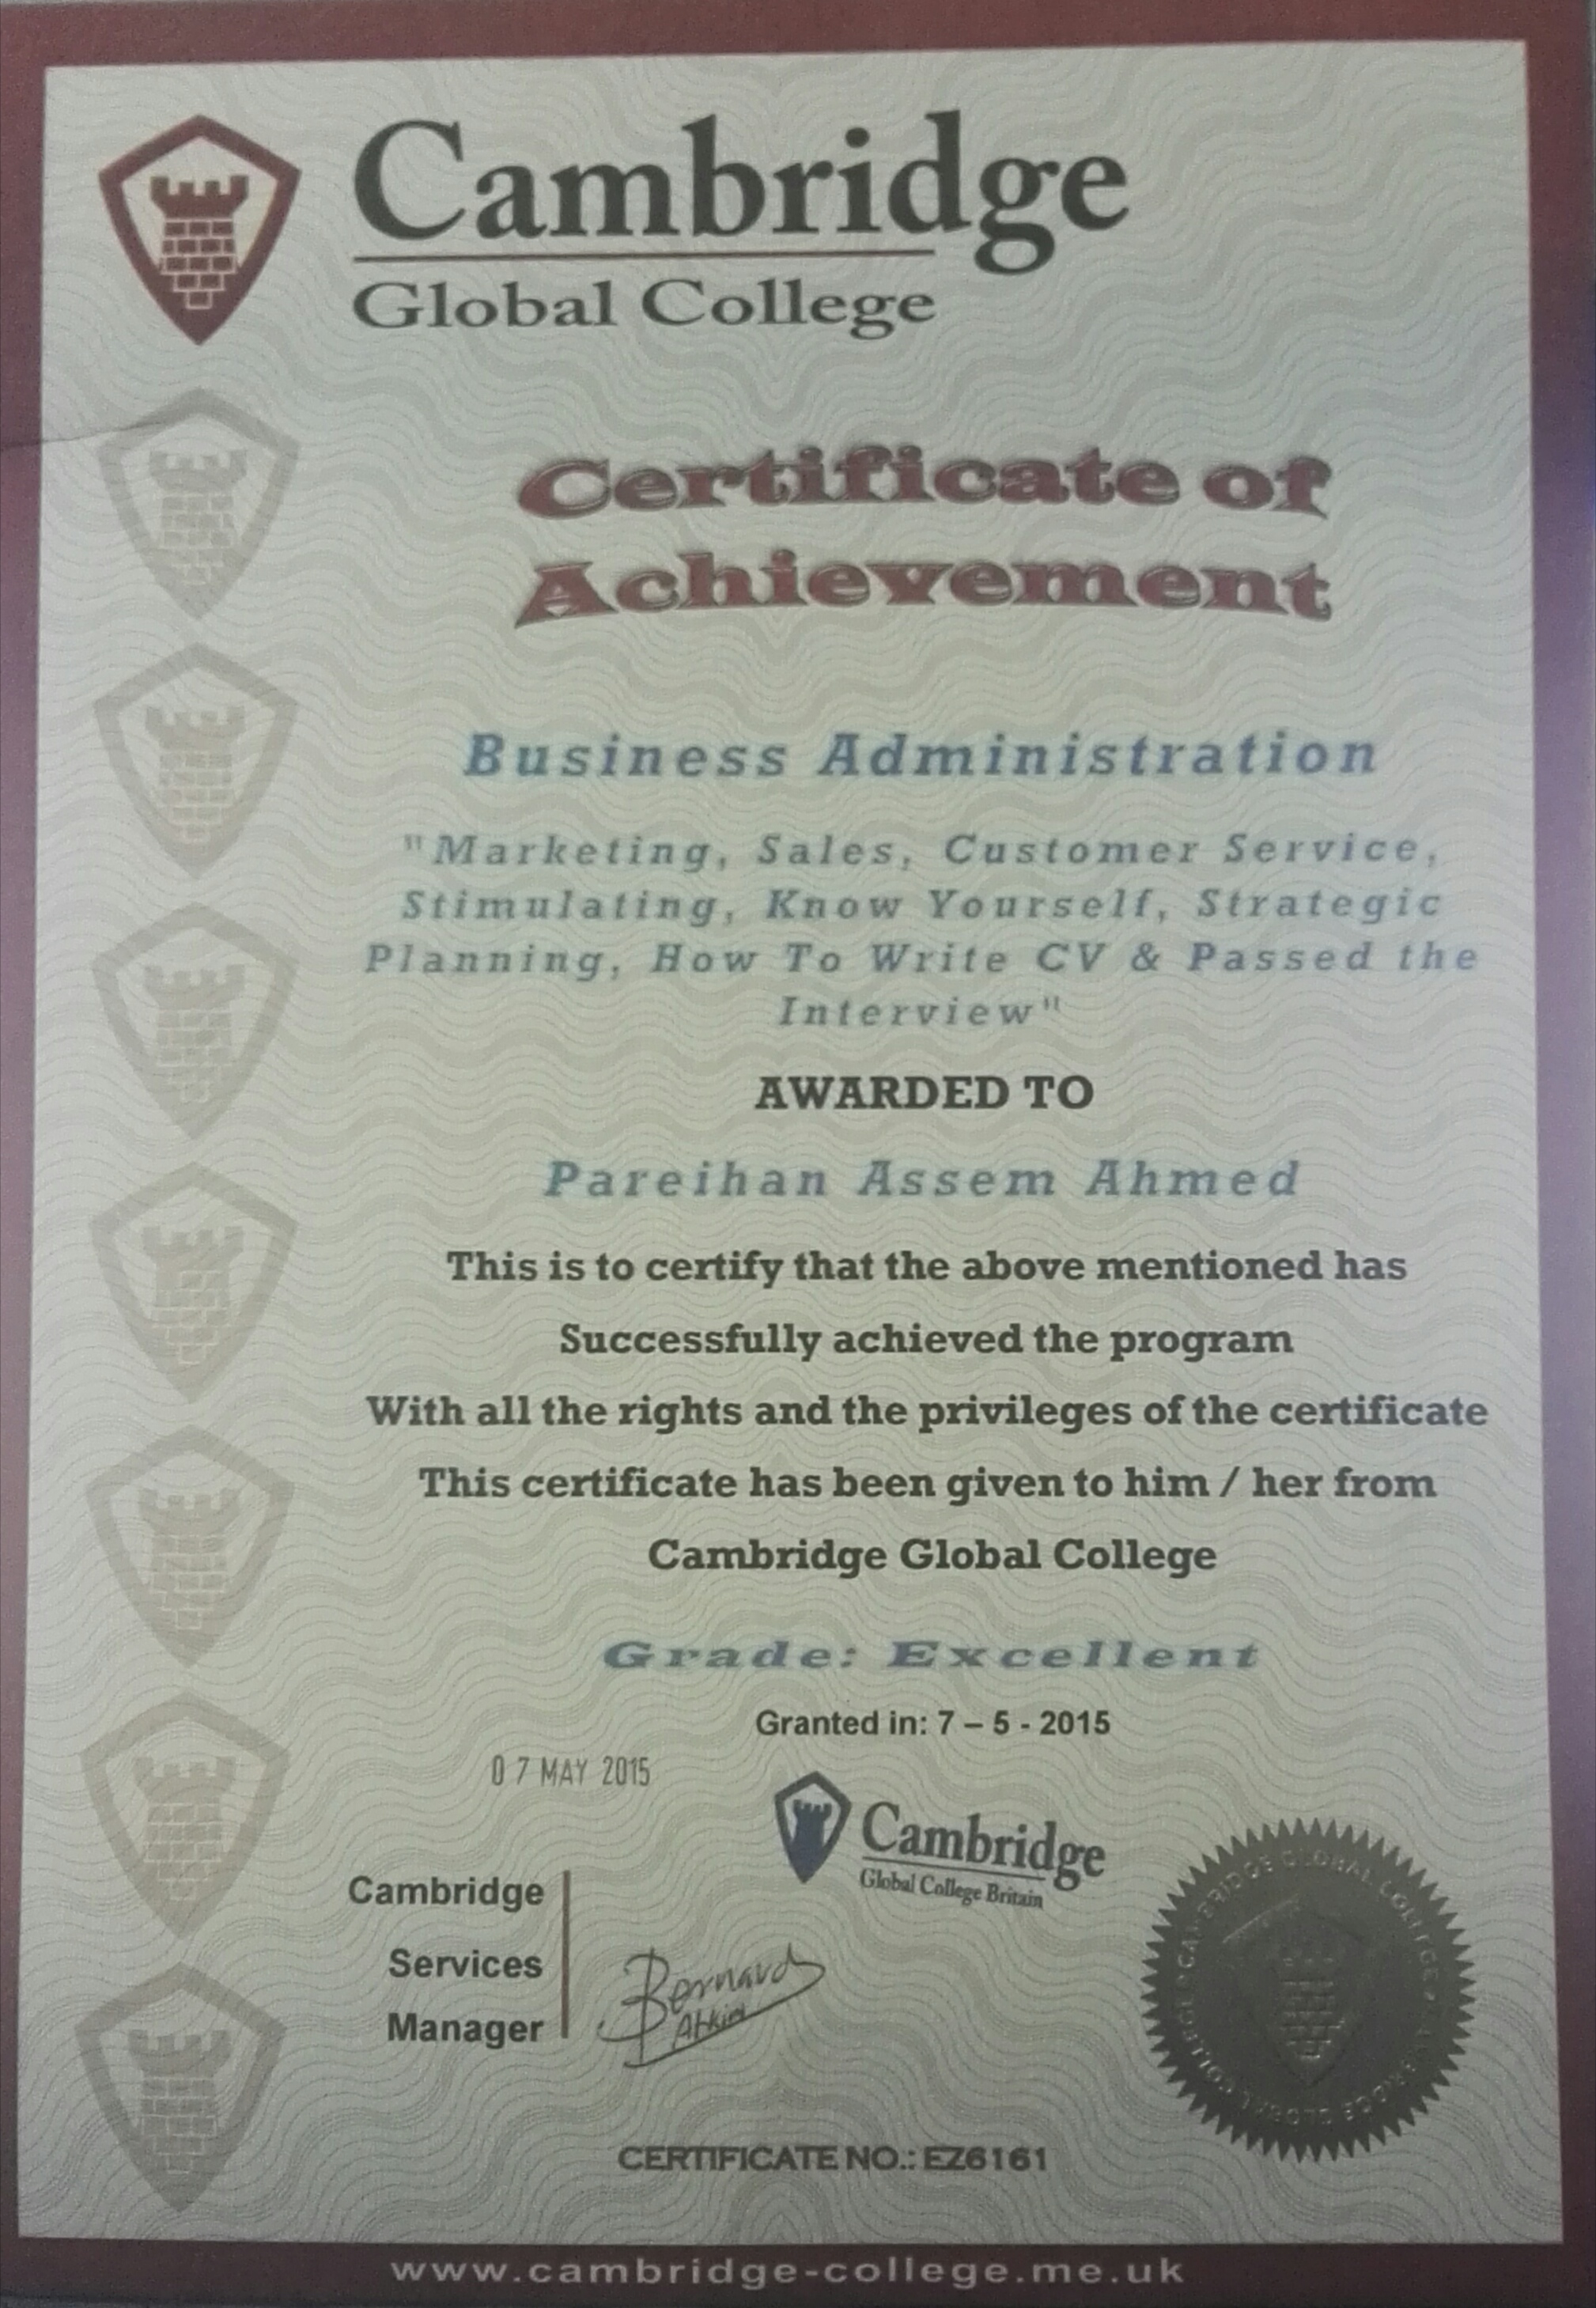 Cambridge
Global College
Certificate of
Achievement
Business Administration
"Marketing, Sales, Customer Service,
Stimulating, Know Yourself, Strategic
Planning, How To Write CV & Passed the
Interview"
AWARDED TO
Pareihan Assem Ahmed
This is to certify that the above mentioned has
Successfully achieved the program
With all the rights and the privileges of the certificate
This certificate has been given to him / her from
Cambridge Global College
Grade: Excellent
Granted in: 7 – 5 - 2015
07 MAY 2015
Cambridge
Global College Britain
Cambridge
Services
Manager
Bernard
CAMBRIDGE GLOBAL COLLEGE
CERTIFICATE NO.: EZ6161
www.cambridge-college.me.uk